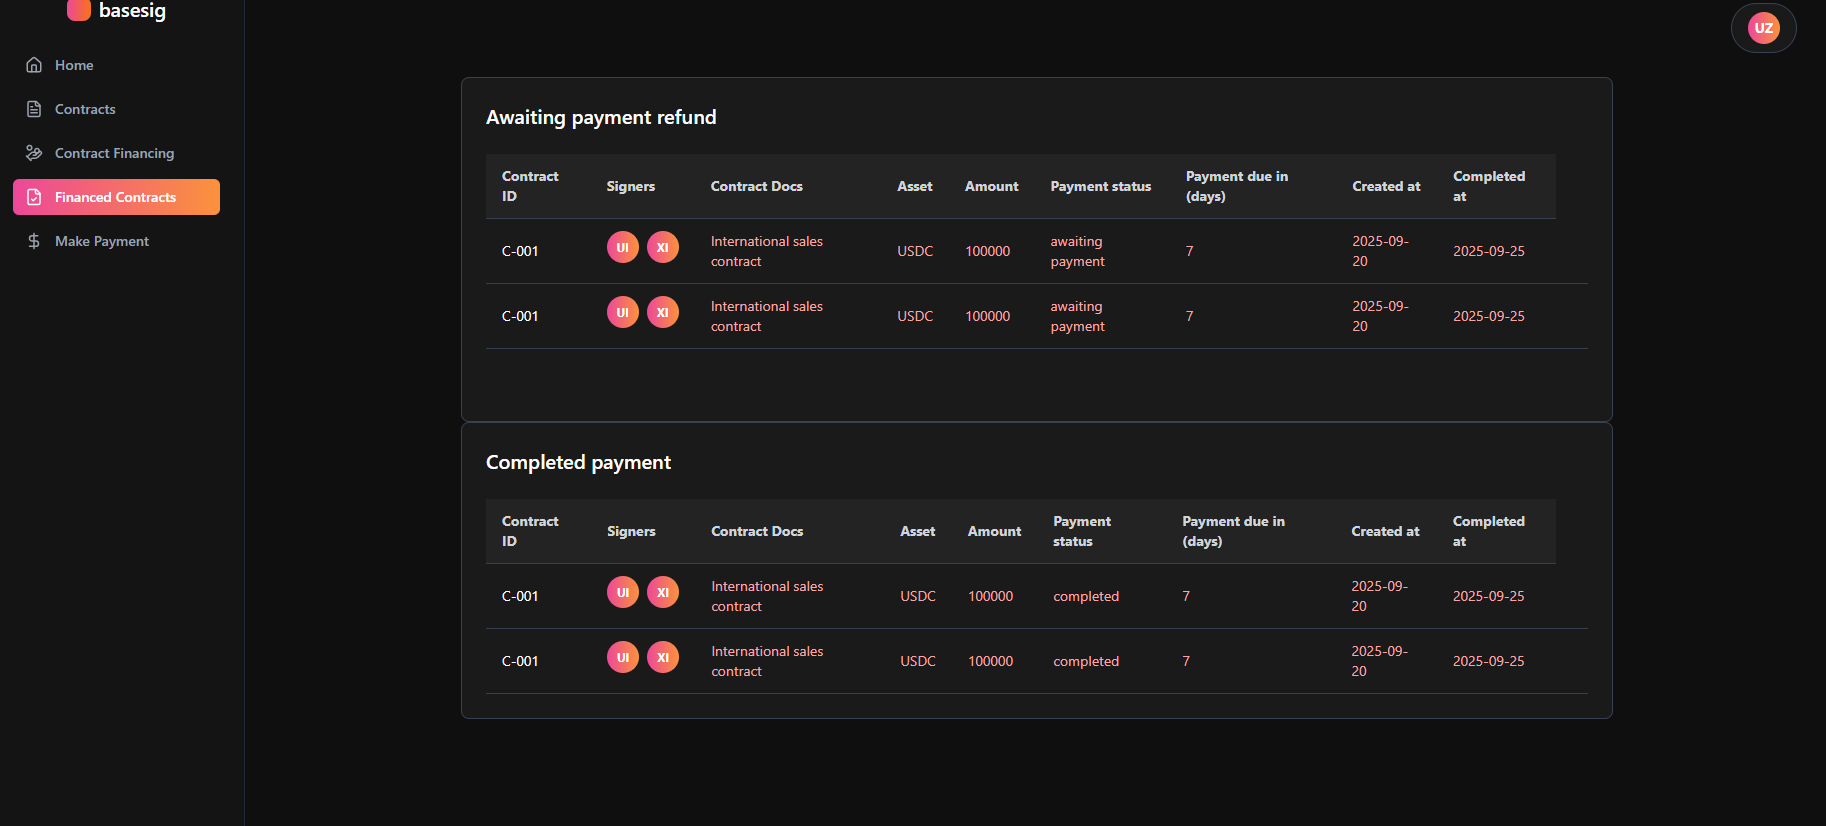 basesig
UZ
Home
Contracts
Contract Financing
Financed Contracts
Make Payment
Awaiting payment refund
Contract ID Signers Contract Docs Asset Amount Payment status Payment due in (days) Created at Completed at
C-001 UI XI International sales contract USDC 100000 awaiting payment 7 2025-09-20 2025-09-25
C-001 UI XI International sales contract USDC 100000 awaiting payment 7 2025-09-20 2025-09-25
Completed payment
Contract ID Signers Contract Docs Asset Amount Payment status Payment due in (days) Created at Completed at
C-001 UI XI International sales contract USDC 100000 completed 7 2025-09-20 2025-09-25
C-001 UI XI International sales contract USDC 100000 completed 7 2025-09-20 2025-09-25